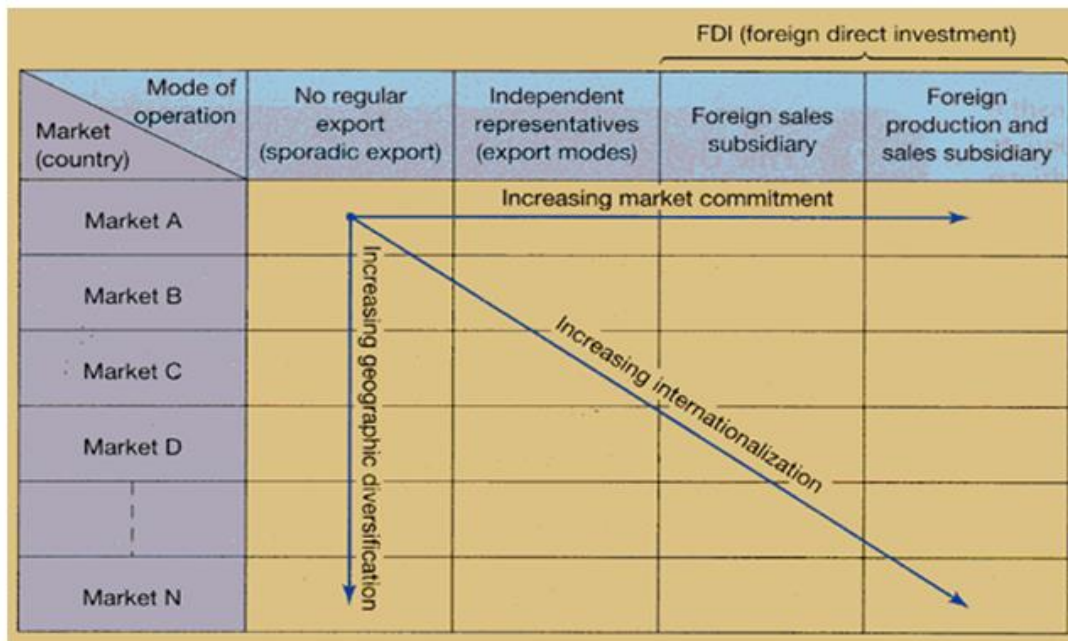 FDI (foreign direct investment)
Mode of
operation
Market
(country)
No regular
export
(sporadic export)
Independent
representatives
(export modes)
Foreign sales
subsidiary
Foreign
production and
sales subsidiary
Increasing market commitment
Market A
Market B
Market C
Market D
Market N
Increasing geographic diversification
Increasing internationalization